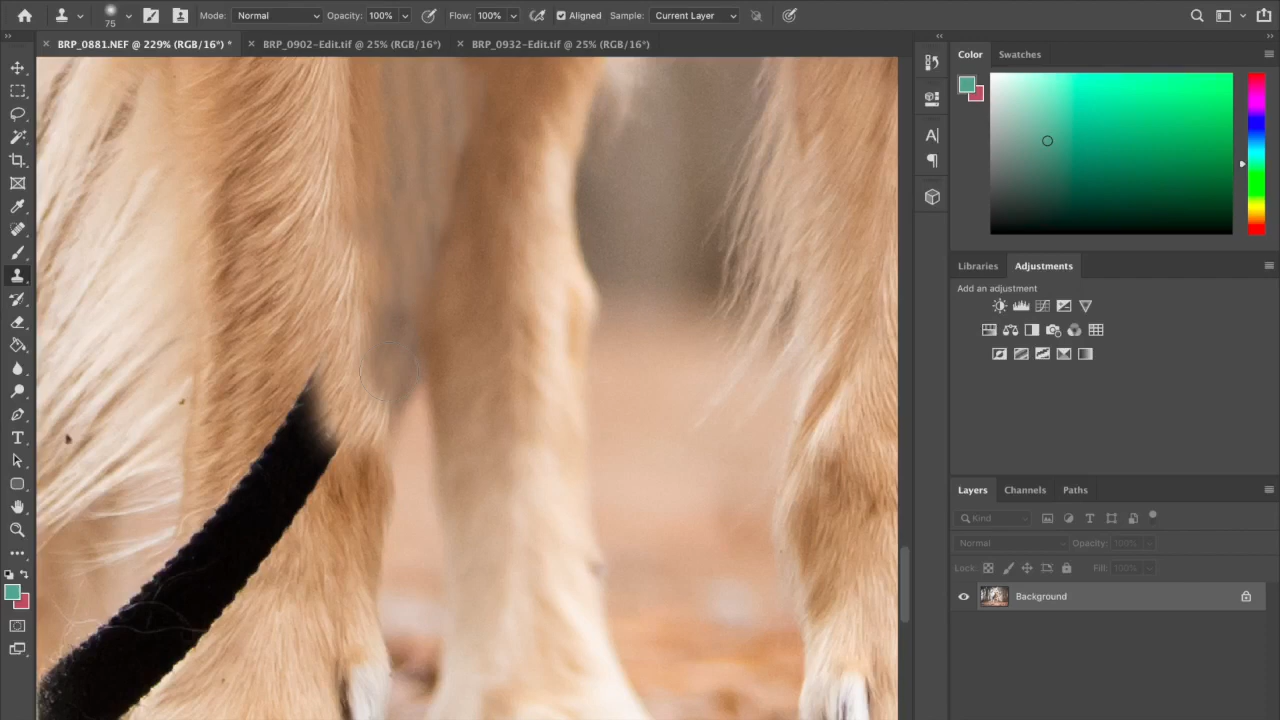 75 Mode: Normal Opacity: 100% Flow: 100% Aligned Sample: Current Layer
BRP_0881.NEF @ 229% (RGB/16*) * BRP_0902-Edit.tif @ 25% (RGB/16*) BRP_0932-Edit.tif @ 25% (RGB/16*)
Color Swatches
Libraries Adjustments
Add an adjustment
Layers Channels Paths
Kind
Normal Opacity: 100%
Lock: Fill: 100%
Background